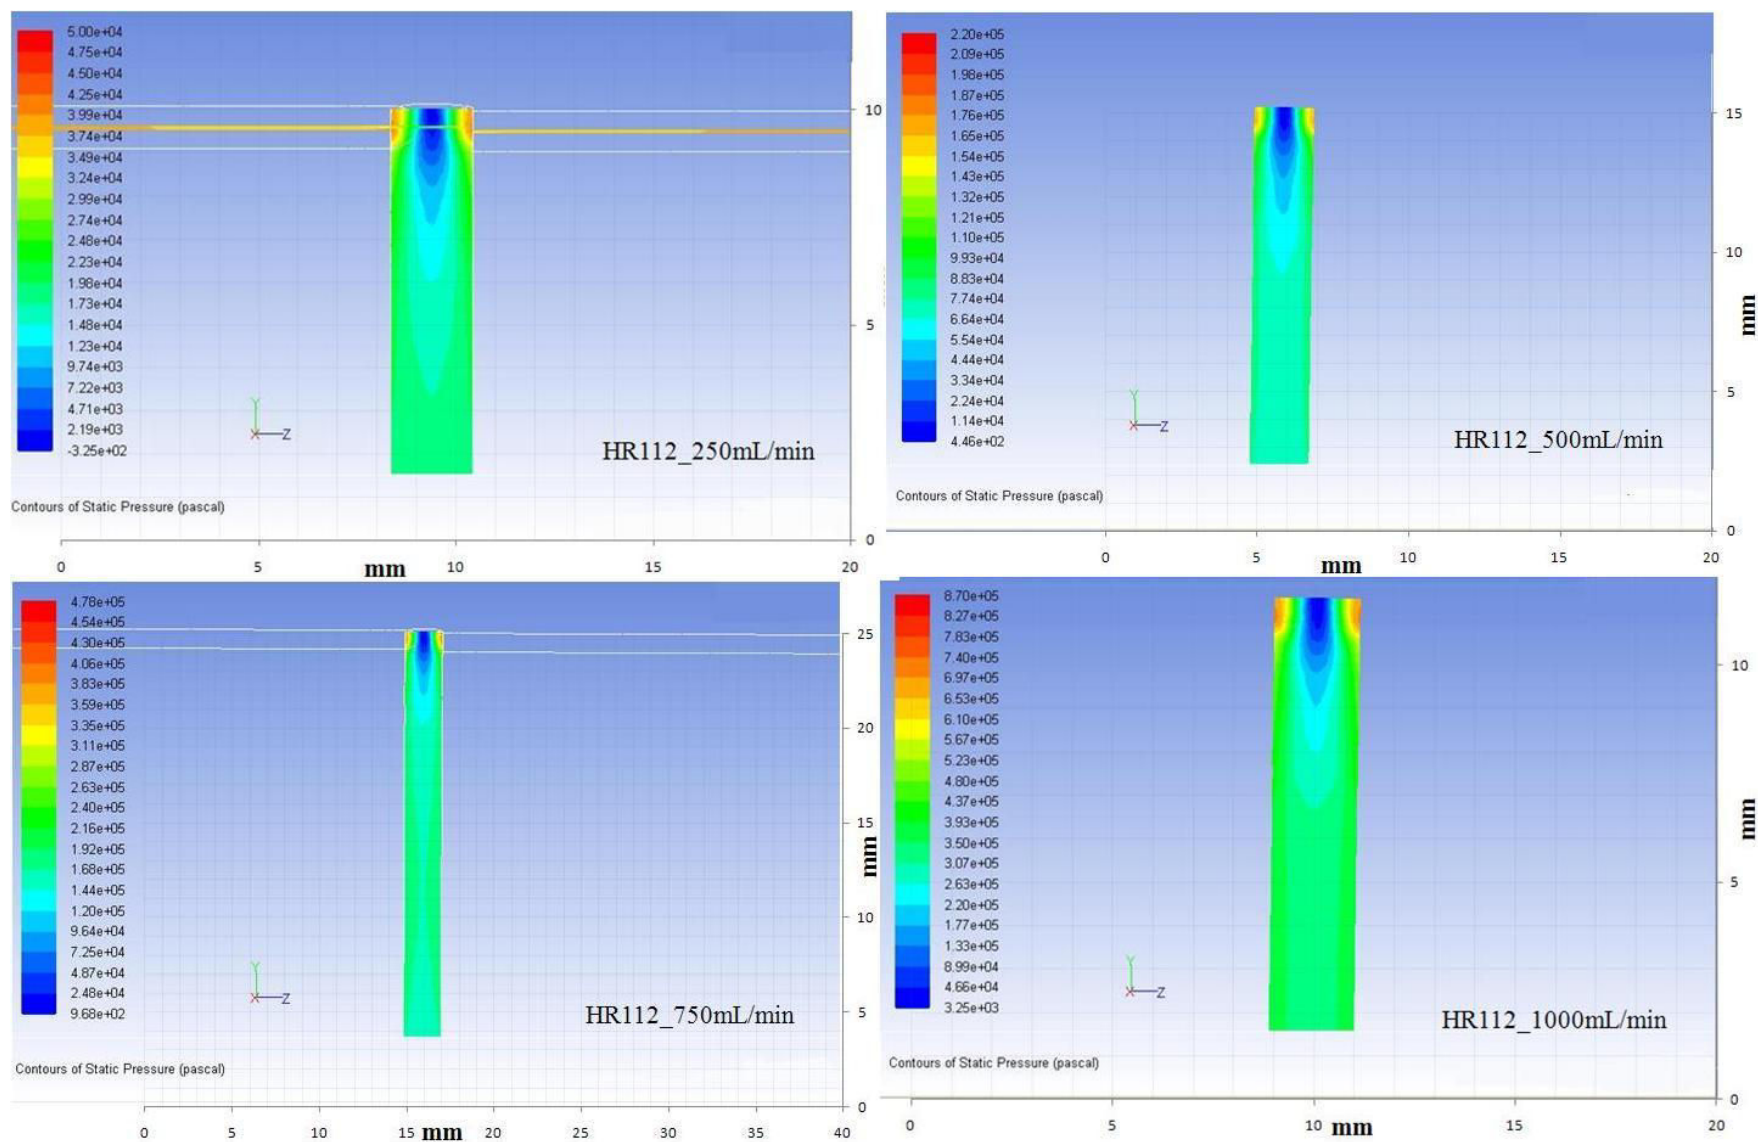 5.00e+04
4.75e+04
4.50e+04
4.25e+04
3.99e+04
3.74e+04
3.49e+04
3.24e+04
2.99e+04
2.74e+04
2.48e+04
2.23e+04
1.98e+04
1.73e+04
1.48e+04
1.23e+04
9.74e+03
7.22e+03
4.71e+03
2.19e+03
-3.25e+02
Y
X
Z
HR112_250mL/min
Contours of Static Pressure (pascal)
10
5
0
0 5 mm 10 15 20
2.20e+05
2.09e+05
1.98e+05
1.87e+05
1.76e+05
1.65e+05
1.54e+05
1.43e+05
1.32e+05
1.21e+05
1.10e+05
9.93e+04
8.83e+04
7.74e+04
6.64e+04
5.54e+04
4.44e+04
3.34e+04
2.24e+04
1.14e+04
4.46e+02
Y
X
Z
HR112_500mL/min
Contours of Static Pressure (pascal)
15
10
mm
5
0
0 5 10 mm 15 20
4.78e+05
4.54e+05
4.30e+05
4.06e+05
3.83e+05
3.59e+05
3.35e+05
3.11e+05
2.87e+05
2.63e+05
2.40e+05
2.16e+05
1.92e+05
1.68e+05
1.44e+05
1.20e+05
9.64e+04
7.25e+04
4.87e+04
2.48e+04
9.68e+02
Y
X
Z
HR112_750mL/min
Contours of Static Pressure (pascal)
25
20
15
mm
10
5
0
0 5 10 15 mm 20 25 30 35 40
8.70e+05
8.27e+05
7.83e+05
7.40e+05
6.97e+05
6.53e+05
6.10e+05
5.67e+05
5.23e+05
4.80e+05
4.37e+05
3.93e+05
3.50e+05
3.07e+05
2.63e+05
2.20e+05
1.77e+05
1.33e+05
8.99e+04
4.66e+04
3.25e+03
Y
X
Z
HR112_1000mL/min
Contours of Static Pressure (pascal)
10
mm
5
0
0 5 10 mm 15 20